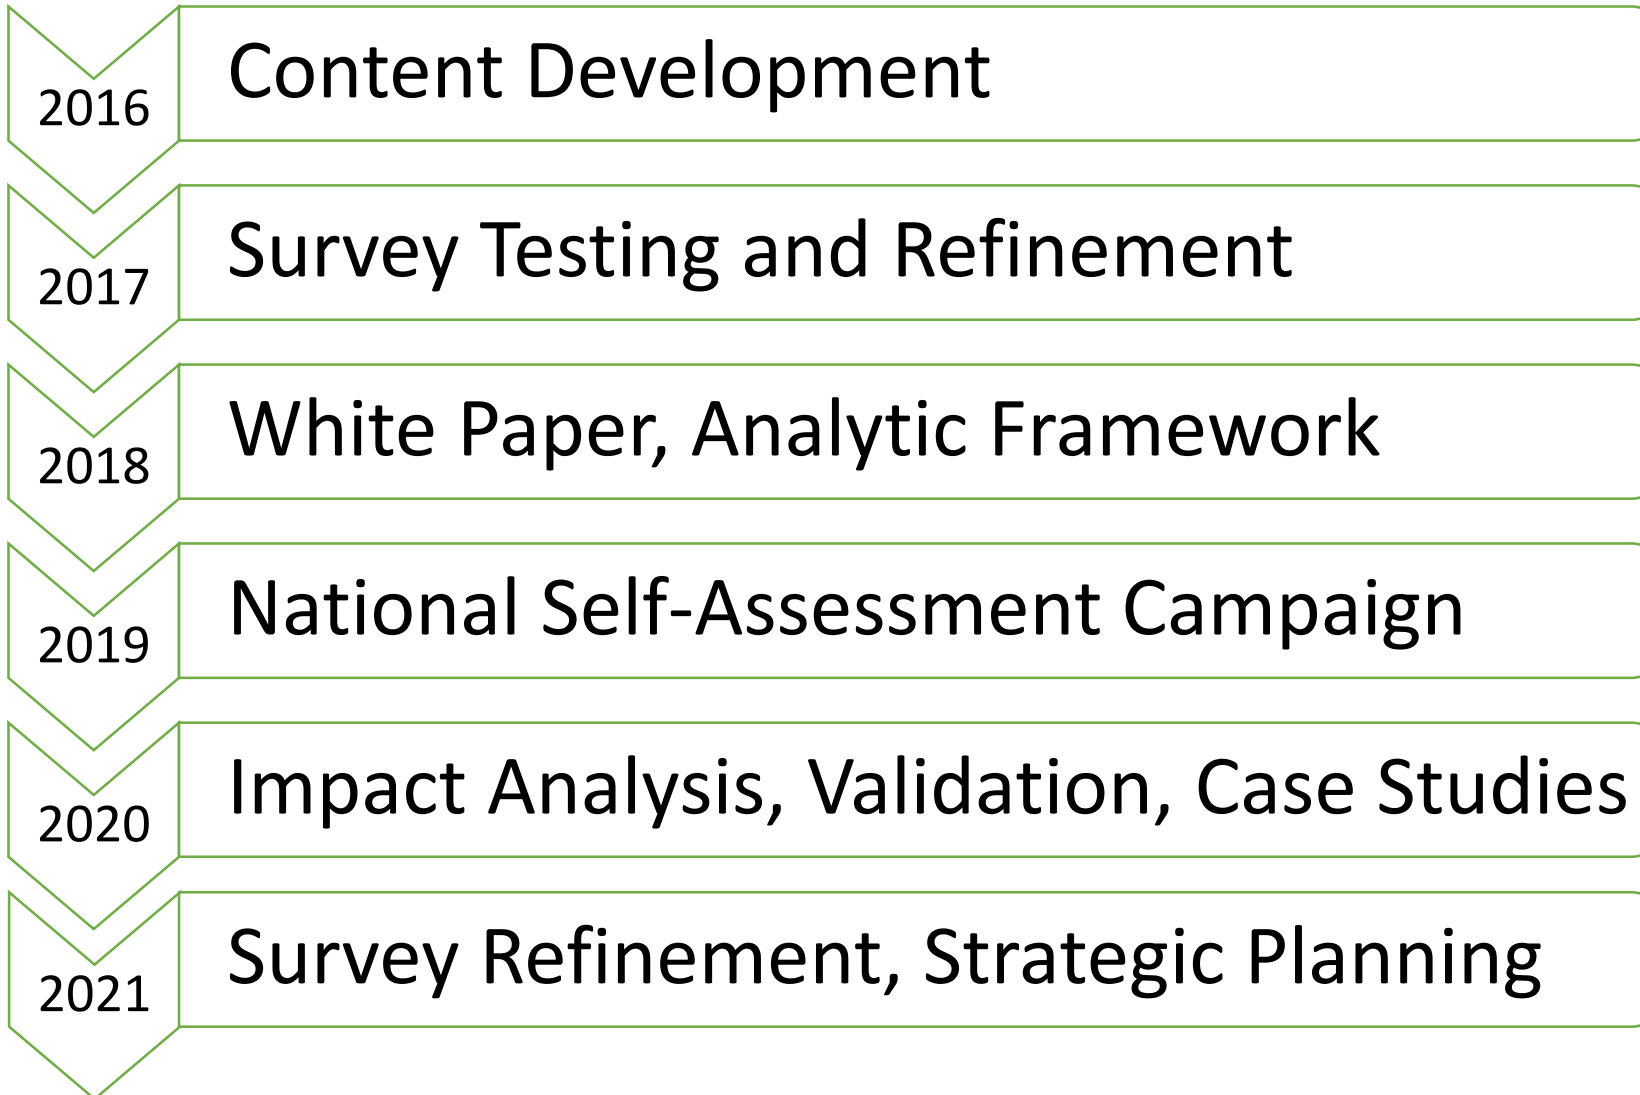 2016 Content Development
2017 Survey Testing and Refinement
2018 White Paper, Analytic Framework
2019 National Self-Assessment Campaign
2020 Impact Analysis, Validation, Case Studies
2021 Survey Refinement, Strategic Planning